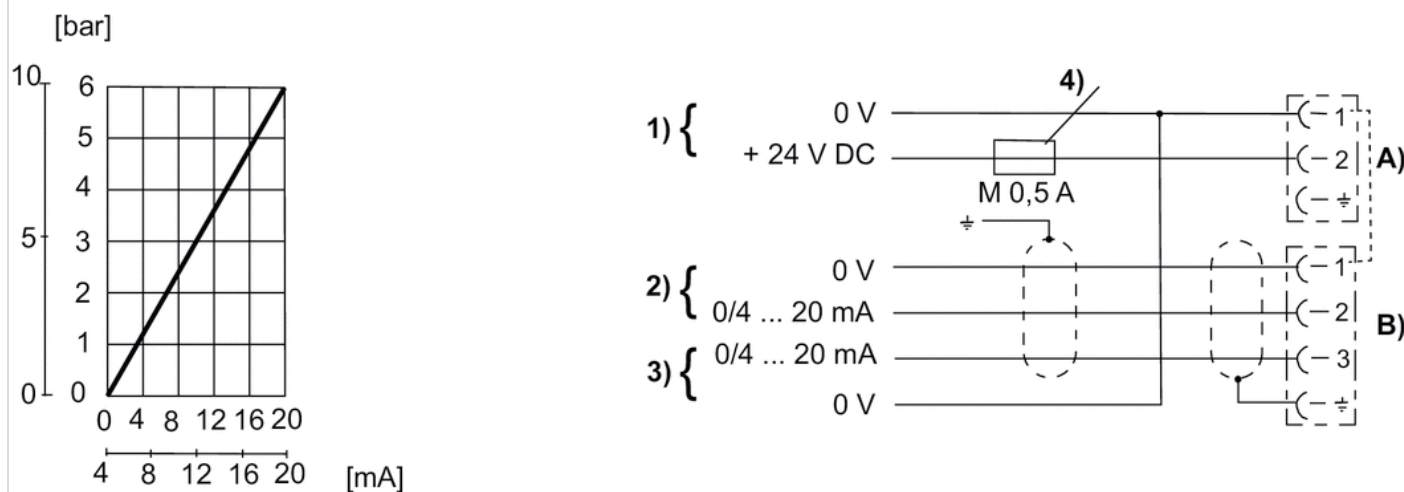 [bar]
10
5
0
6
5
4
3
2
1
0
0 4 8 12 16 20
4 8 12 16 20 [mA]
1) {
0 V
+ 24 V DC
4)
M 0,5 A
1
2
A)
2) {
0 V
0/4 ... 20 mA
3) {
0/4 ... 20 mA
0 V
1
2
3
B)